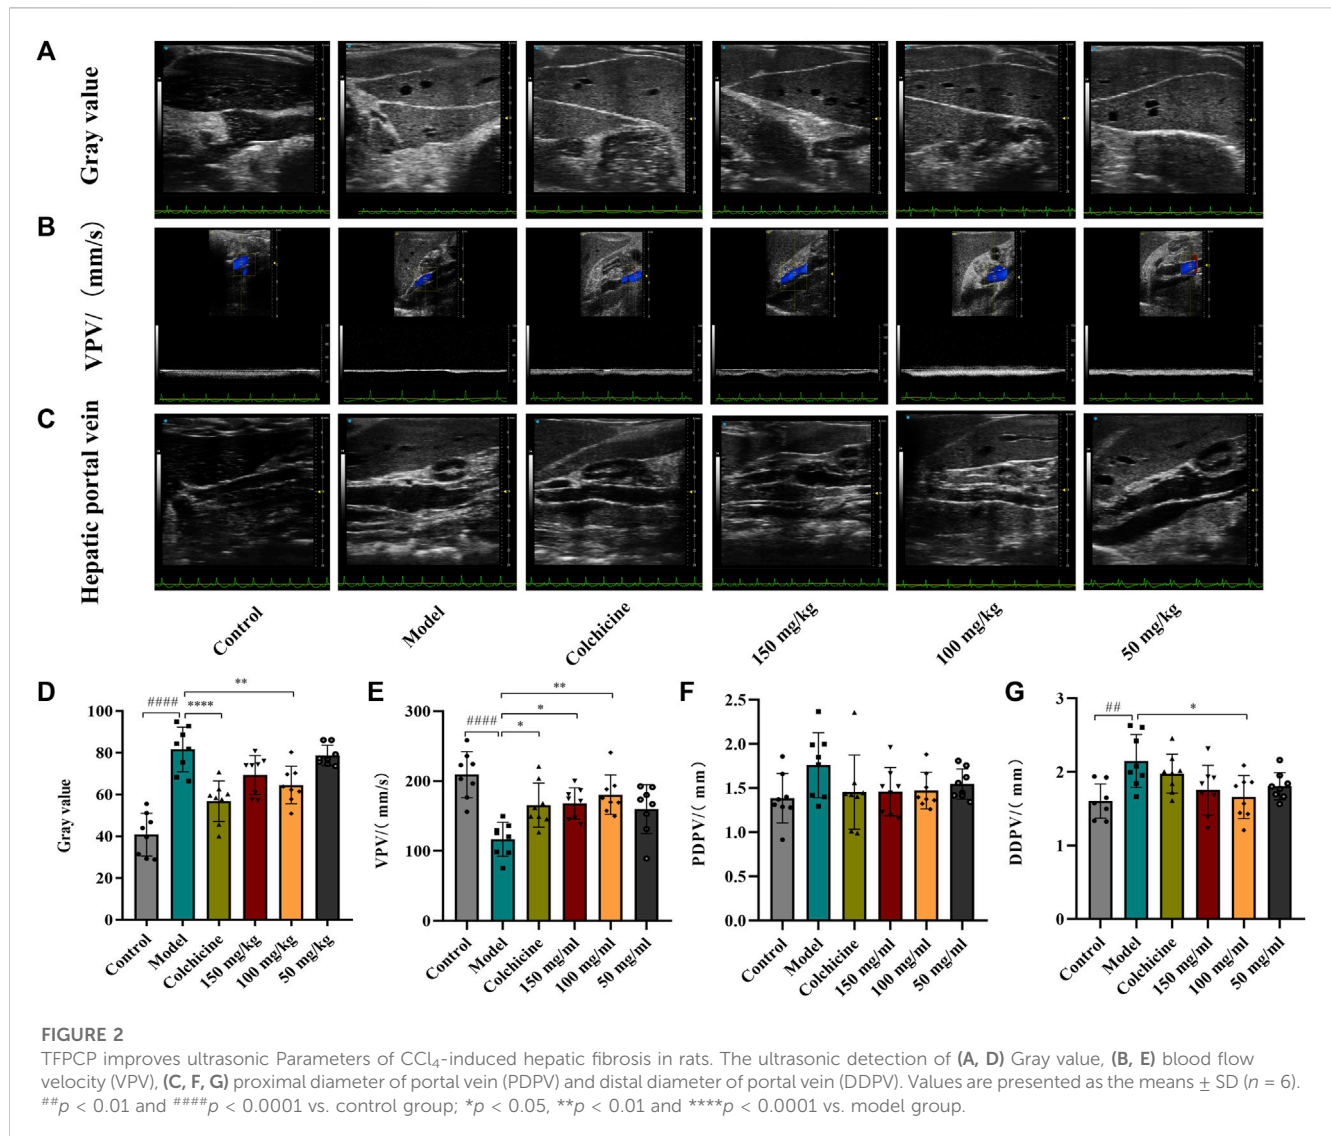 A
Gray value
B
VPV/ (mm/s)
C
Hepatic portal vein
Control
Model
Colchicine
150 mg/kg
100 mg/kg
50 mg/kg
D
Gray value
100
80
60
40
20
0
####
****
**
Control
Model
Colchicine
150 mg/kg
100 mg/kg
50 mg/kg
E
VPV/( mm/s)
300
200
100
0
####
*
*
**
Control
Model
Colchicine
150 mg/ml
100 mg/ml
50 mg/ml
F
PDPV/( mm)
2.5
2.0
1.5
1.0
0.5
0.0
Control
Model
Colchicine
150 mg/ml
100 mg/ml
50 mg/ml
G
DDPV/( mm)
3
2
1
0
##
*
Control
Model
Colchicine
150 mg/ml
100 mg/ml
50 mg/ml
FIGURE 2
TFPCP improves ultrasonic Parameters of CCl₄-induced hepatic fibrosis in rats. The ultrasonic detection of (A, D) Gray value, (B, E) blood flow
velocity (VPV), (C, F, G) proximal diameter of portal vein (PDPV) and distal diameter of portal vein (DDPV). Values are presented as the means ± SD (n = 6).
##p < 0.01 and ####p < 0.0001 vs. control group; *p < 0.05, **p < 0.01 and ****p < 0.0001 vs. model group.